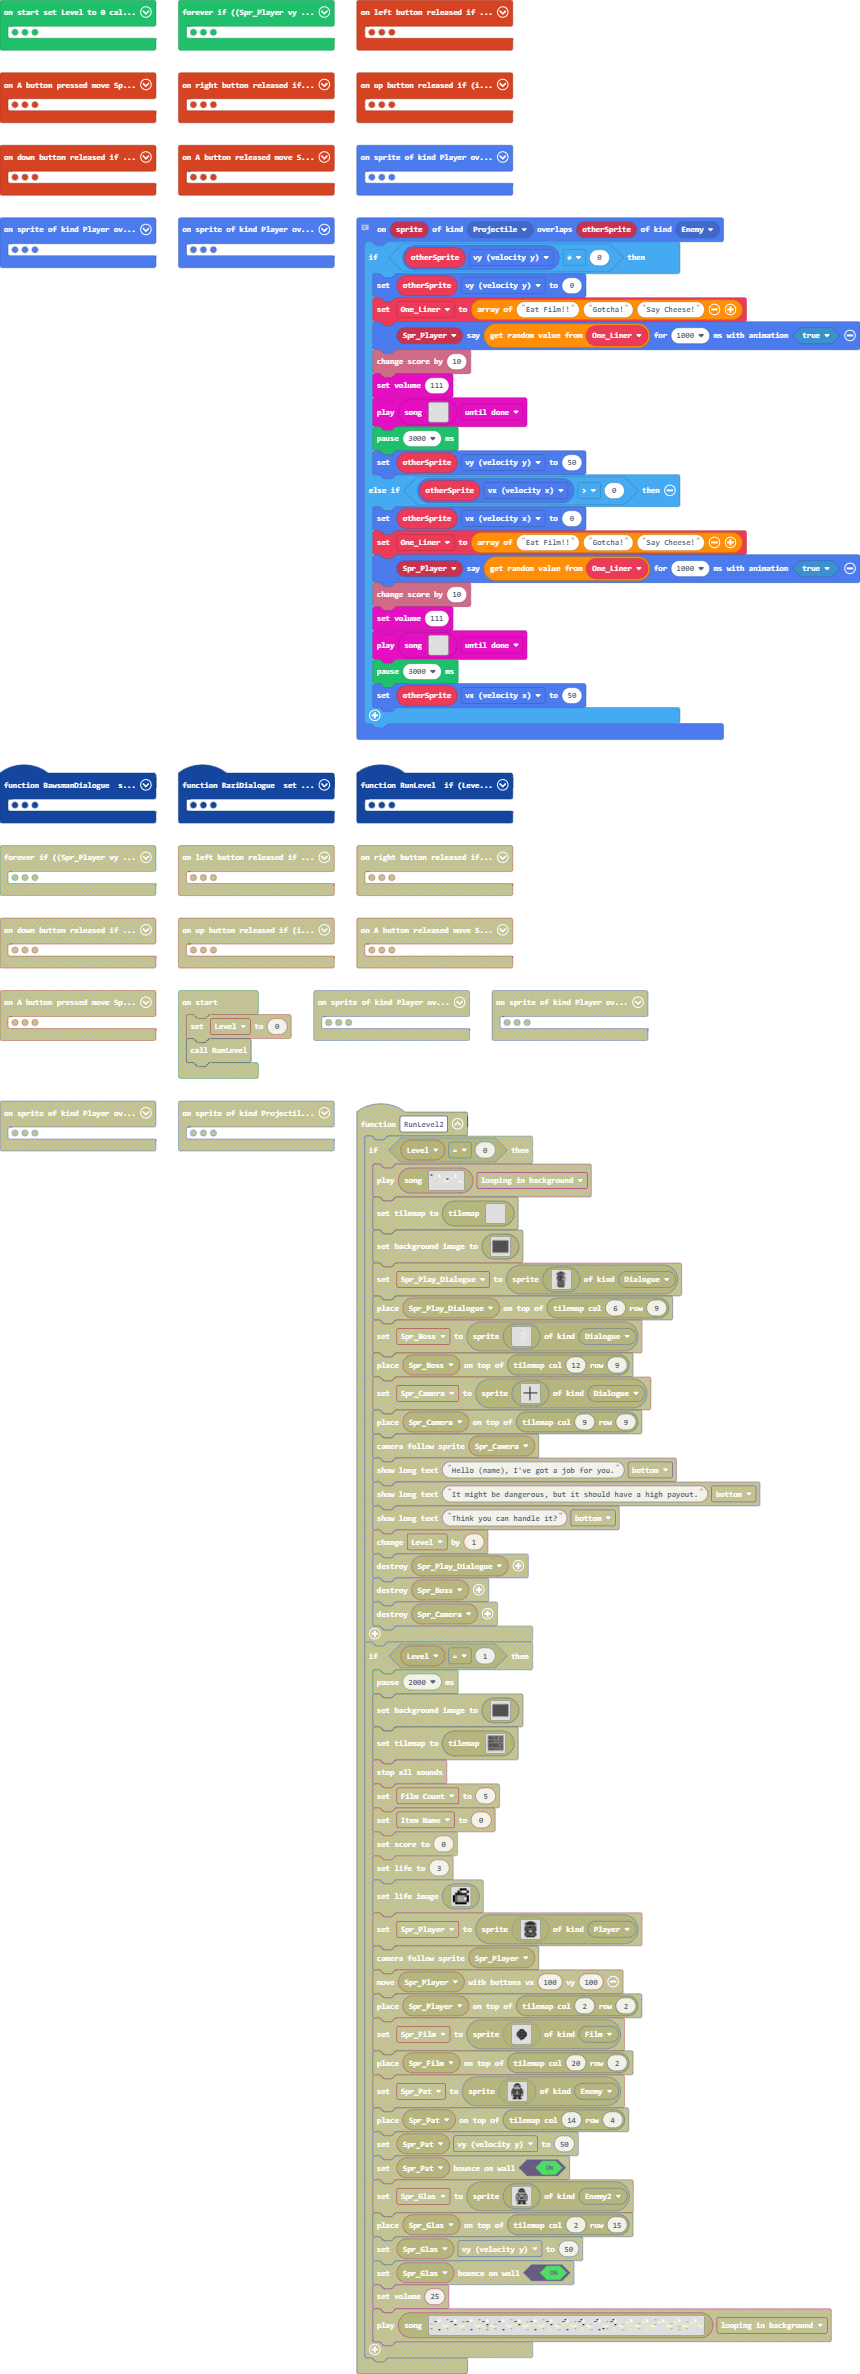 on start set Level to 0 cal...
forever if ((Spr_Player vy ...
on left button released if ...
on A button pressed move Sp...
on right button released if...
on up button released if (i...
on down button released if ...
on A button released move S...
on sprite of kind Player ov...
on sprite of kind Player ov...
on sprite of kind Player ov...
on sprite of kind Projectile overlaps otherSprite of kind Enemy
if otherSprite vy (velocity y) ≠ 0 then
set otherSprite vy (velocity y) to 0
set One_Liner to array of "Eat Film!!" "Gotcha!" "Say Cheese!"
Spr_Player say get random value from One_Liner for 1000 ms with animation true
change score by 10
set volume 111
play song until done
pause 3000 ms
set otherSprite vy (velocity y) to 50
else if otherSprite vx (velocity x) > 0 then
set otherSprite vx (velocity x) to 0
set One_Liner to array of "Eat Film!!" "Gotcha!" "Say Cheese!"
Spr_Player say get random value from One_Liner for 1000 ms with animation true
change score by 10
set volume 111
play song until done
pause 3000 ms
set otherSprite vx (velocity x) to 50
function BawsmanDialogue s...
function RaziDialogue set ...
function RunLevel if (Leve...
forever if ((Spr_Player vy ...
on left button released if ...
on right button released if...
on down button released if ...
on up button released if (i...
on A button released move S...
on A button pressed move Sp...
on start
set Level to 0
call RunLevel
on sprite of kind Player ov...
on sprite of kind Player ov...
on sprite of kind Player ov...
on sprite of kind Projectil...
function RunLevel2
if Level = 0 then
play song looping in background
set tilemap to tilemap
set background image to
set Spr_Play_Dialogue to sprite of kind Dialogue
place Spr_Play_Dialogue on top of tilemap col 6 row 9
set Spr_Boss to sprite of kind Dialogue
place Spr_Boss on top of tilemap col 12 row 9
set Spr_Camera to sprite of kind Dialogue
place Spr_Camera on top of tilemap col 9 row 9
camera follow sprite Spr_Camera
show long text "Hello (name), I've got a job for you." bottom
show long text "It might be dangerous, but it should have a high payout." bottom
show long text "Think you can handle it?" bottom
change Level by 1
destroy Spr_Play_Dialogue
destroy Spr_Boss
destroy Spr_Camera
if Level = 1 then
pause 2000 ms
set background image to
set tilemap to tilemap
stop all sounds
set Film Count to 5
set Item Name to 0
set score to 0
set life to 3
set life image
set Spr_Player to sprite of kind Player
camera follow sprite Spr_Player
move Spr_Player with buttons vx 100 vy 100
place Spr_Player on top of tilemap col 2 row 2
set Spr_Film to sprite of kind Film
place Spr_Film on top of tilemap col 20 row 2
set Spr_Pat to sprite of kind Enemy
place Spr_Pat on top of tilemap col 14 row 4
set Spr_Pat vy (velocity y) to 50
set Spr_Pat bounce on wall ON
set Spr_Glas to sprite of kind Enemy2
place Spr_Glas on top of tilemap col 2 row 15
set Spr_Glas vy (velocity y) to 50
set Spr_Glas bounce on wall ON
set volume 25
play song looping in background